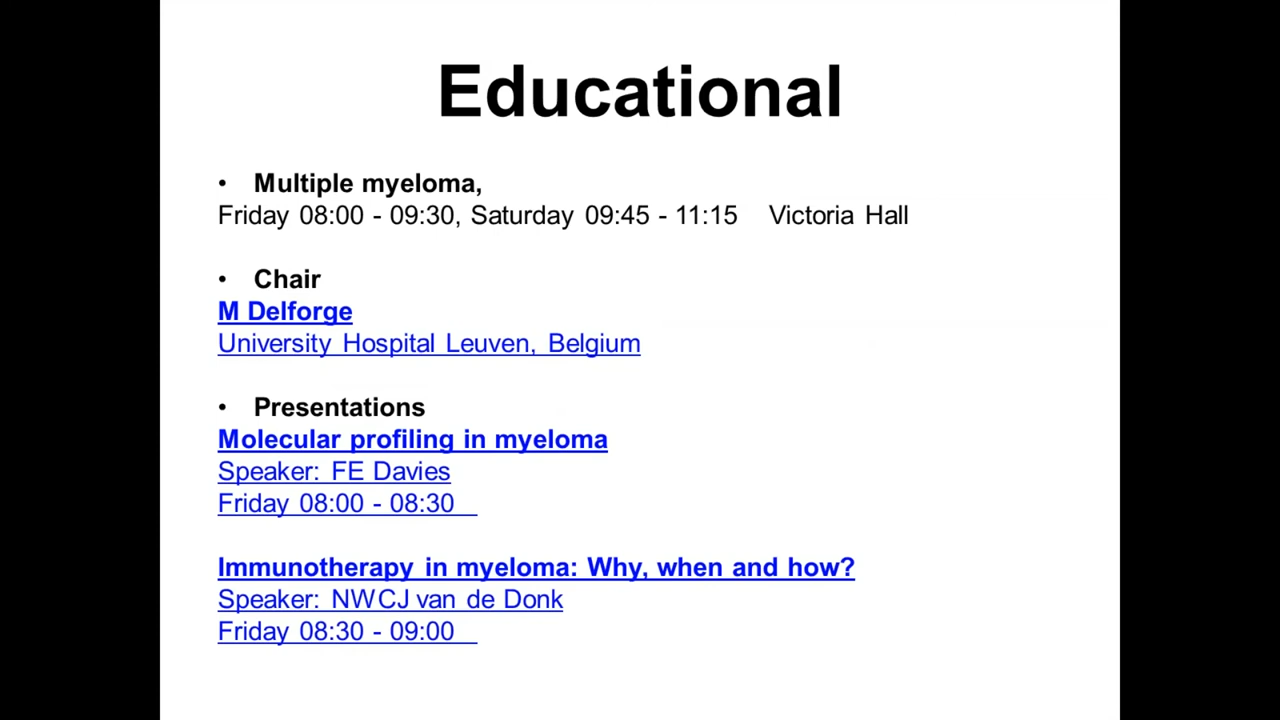 Educational
• Multiple myeloma,
Friday 08:00 - 09:30, Saturday 09:45 - 11:15 Victoria Hall
• Chair
M Delforge
University Hospital Leuven, Belgium
• Presentations
Molecular profiling in myeloma
Speaker: FE Davies
Friday 08:00 - 08:30
Immunotherapy in myeloma: Why, when and how?
Speaker: NWCJ van de Donk
Friday 08:30 - 09:00